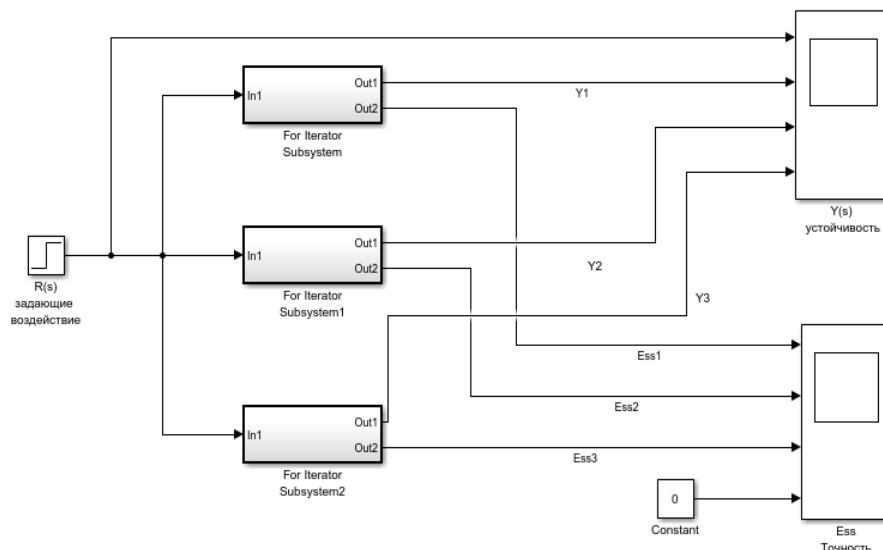 In1
Out1
Out2
For Iterator
Subsystem
Y1
Y(s)
устойчивость
R(s)
задающие
воздействие
In1
Out1
Out2
For Iterator
Subsystem1
Y2
Y3
Ess1
Ess2
In1
Out1
Out2
For Iterator
Subsystem2
Ess3
0
Constant
Ess
Точность